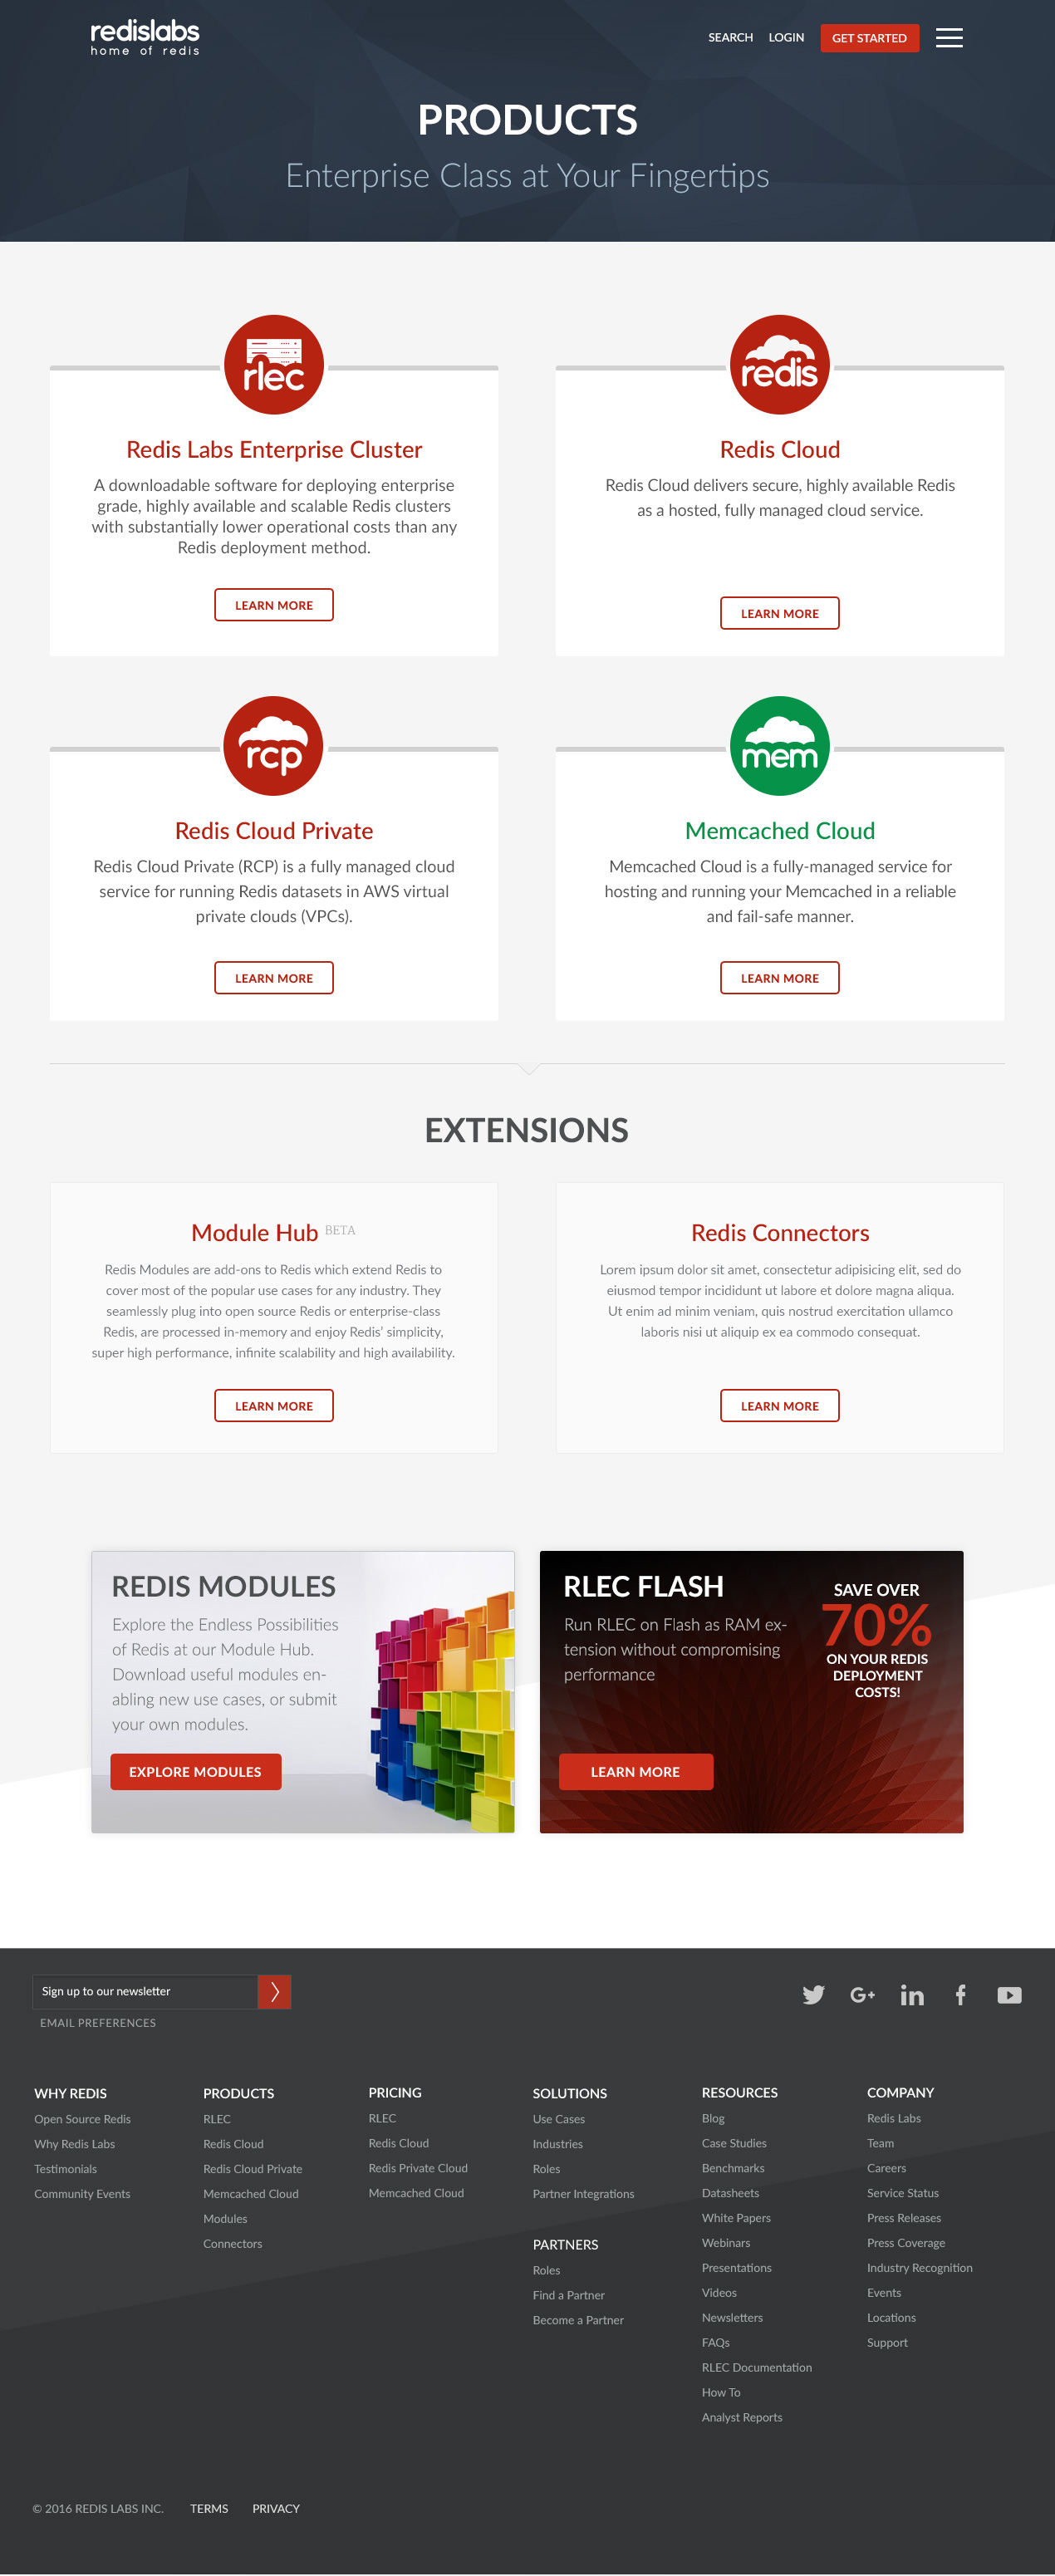 redislabs
home of redis
SEARCH LOGIN GET STARTED
PRODUCTS
Enterprise Class at Your Fingertips
rlec
Redis Labs Enterprise Cluster
A downloadable software for deploying enterprise
grade, highly available and scalable Redis clusters
with substantially lower operational costs than any
Redis deployment method.
LEARN MORE
redis
Redis Cloud
Redis Cloud delivers secure, highly available Redis
as a hosted, fully managed cloud service.
LEARN MORE
rcp
Redis Cloud Private
Redis Cloud Private (RCP) is a fully managed cloud
service for running Redis datasets in AWS virtual
private clouds (VPCs).
LEARN MORE
mem
Memcached Cloud
Memcached Cloud is a fully-managed service for
hosting and running your Memcached in a reliable
and fail-safe manner.
LEARN MORE
EXTENSIONS
Module Hub BETA
Redis Modules are add-ons to Redis which extend Redis to
cover most of the popular use cases for any industry. They
seamlessly plug into open source Redis or enterprise-class
Redis, are processed in-memory and enjoy Redis' simplicity,
super high performance, infinite scalability and high availability.
LEARN MORE
Redis Connectors
Lorem ipsum dolor sit amet, consectetur adipisicing elit, sed do
eiusmod tempor incididunt ut labore et dolore magna aliqua.
Ut enim ad minim veniam, quis nostrud exercitation ullamco
laboris nisi ut aliquip ex ea commodo consequat.
LEARN MORE
REDIS MODULES
Explore the Endless Possibilities
of Redis at our Module Hub.
Download useful modules en-
abling new use cases, or submit
your own modules.
EXPLORE MODULES
RLEC FLASH
Run RLEC on Flash as RAM ex-
tension without compromising
performance
LEARN MORE
SAVE OVER
70%
ON YOUR REDIS
DEPLOYMENT
COSTS!
Sign up to our newsletter
EMAIL PREFERENCES
G+
in
f
WHY REDIS
Open Source Redis
Why Redis Labs
Testimonials
Community Events
PRODUCTS
RLEC
Redis Cloud
Redis Cloud Private
Memcached Cloud
Modules
Connectors
PRICING
RLEC
Redis Cloud
Redis Private Cloud
Memcached Cloud
SOLUTIONS
Use Cases
Industries
Roles
Partner Integrations
PARTNERS
Roles
Find a Partner
Become a Partner
RESOURCES
Blog
Case Studies
Benchmarks
Datasheets
White Papers
Webinars
Presentations
Videos
Newsletters
FAQs
RLEC Documentation
How To
Analyst Reports
COMPANY
Redis Labs
Team
Careers
Service Status
Press Releases
Press Coverage
Industry Recognition
Events
Locations
Support
© 2016 REDIS LABS INC. TERMS PRIVACY